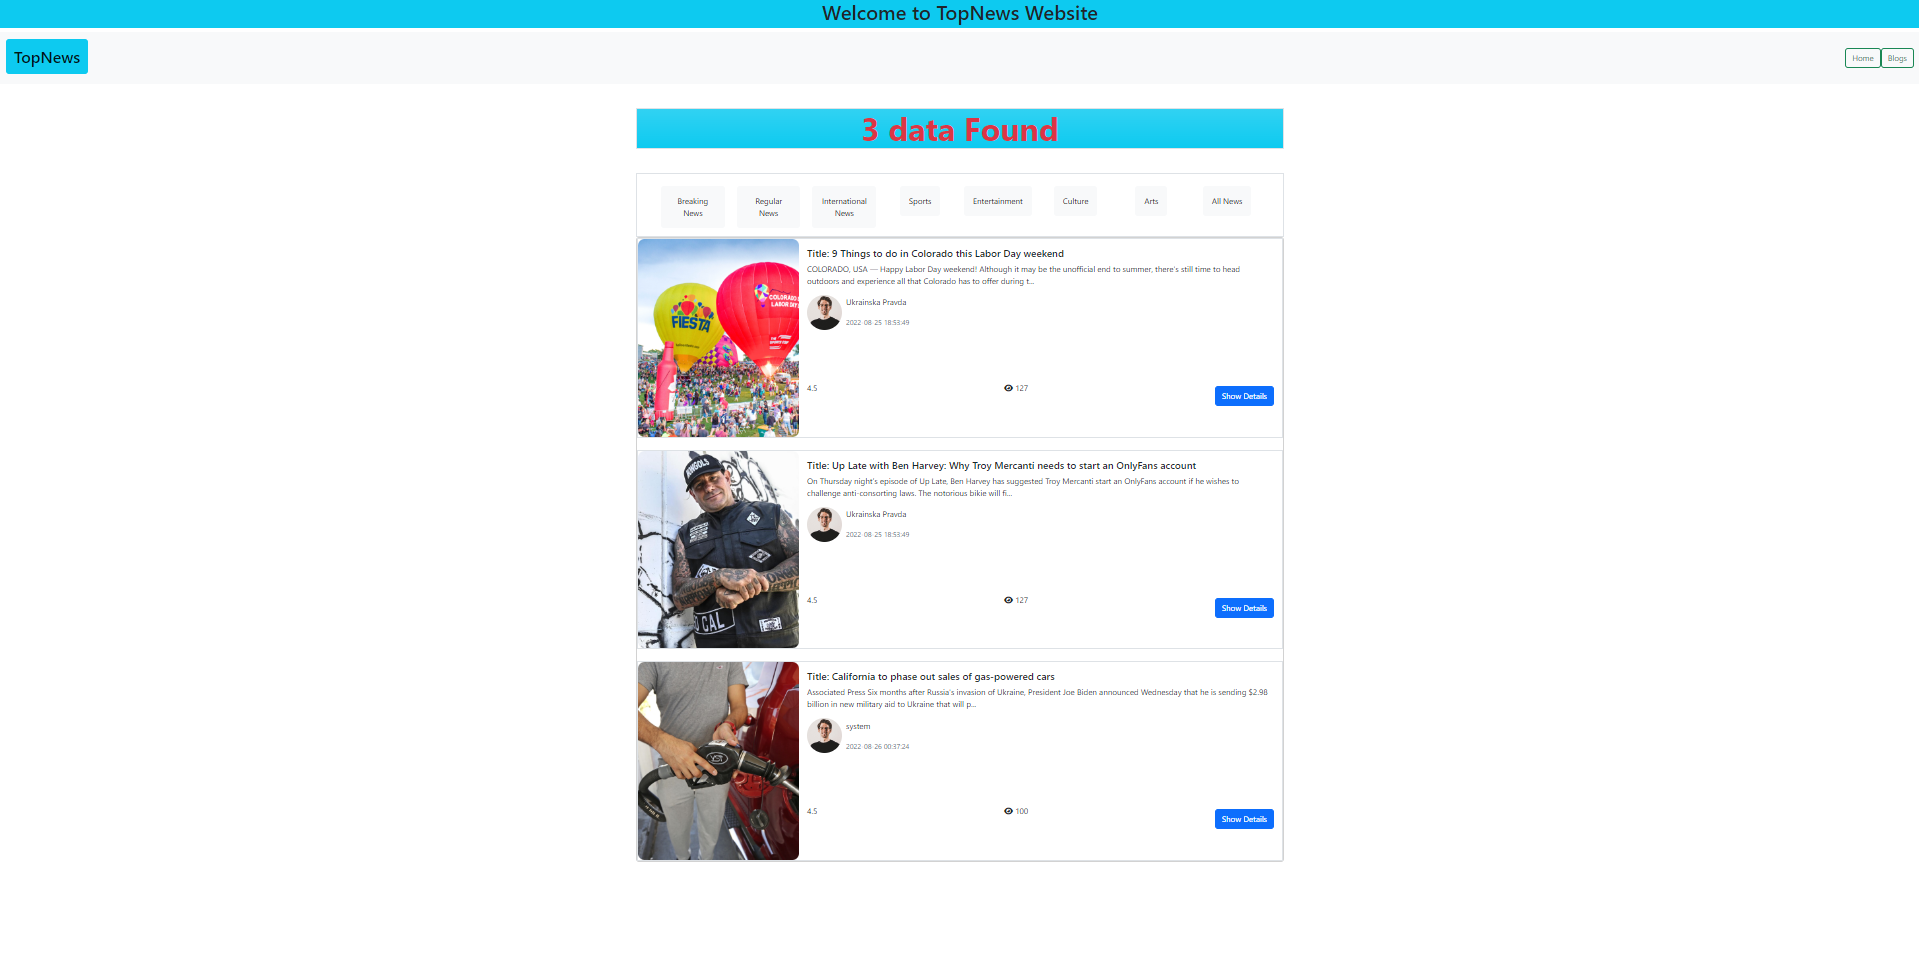 Welcome to TopNews Website
TopNews
Home
Blogs
3 data Found
Breaking
News
Regular
News
International
News
Sports
Entertainment
Culture
Arts
All News
FIESTA
COLORADO
LABOR DAY
Title: 9 Things to do in Colorado this Labor Day weekend
COLORADO, USA — Happy Labor Day weekend! Although it may be the unofficial end to summer, there's still time to head
outdoors and experience all that Colorado has to offer during t...
Ukrainska Pravda
2022-08-25 18:53:49
4.5
127
Show Details
CAL
Title: Up Late with Ben Harvey: Why Troy Mercanti needs to start an OnlyFans account
On Thursday night's episode of Up Late, Ben Harvey has suggested Troy Mercanti start an OnlyFans account if he wishes to
challenge anti-consorting laws. The notorious bikie will fi...
Ukrainska Pravda
2022-08-25 18:53:49
4.5
127
Show Details
Title: California to phase out sales of gas-powered cars
Associated Press Six months after Russia's invasion of Ukraine, President Joe Biden announced Wednesday that he is sending $2.98
billion in new military aid to Ukraine that will p...
system
2022-08-26 00:37:24
4.5
100
Show Details